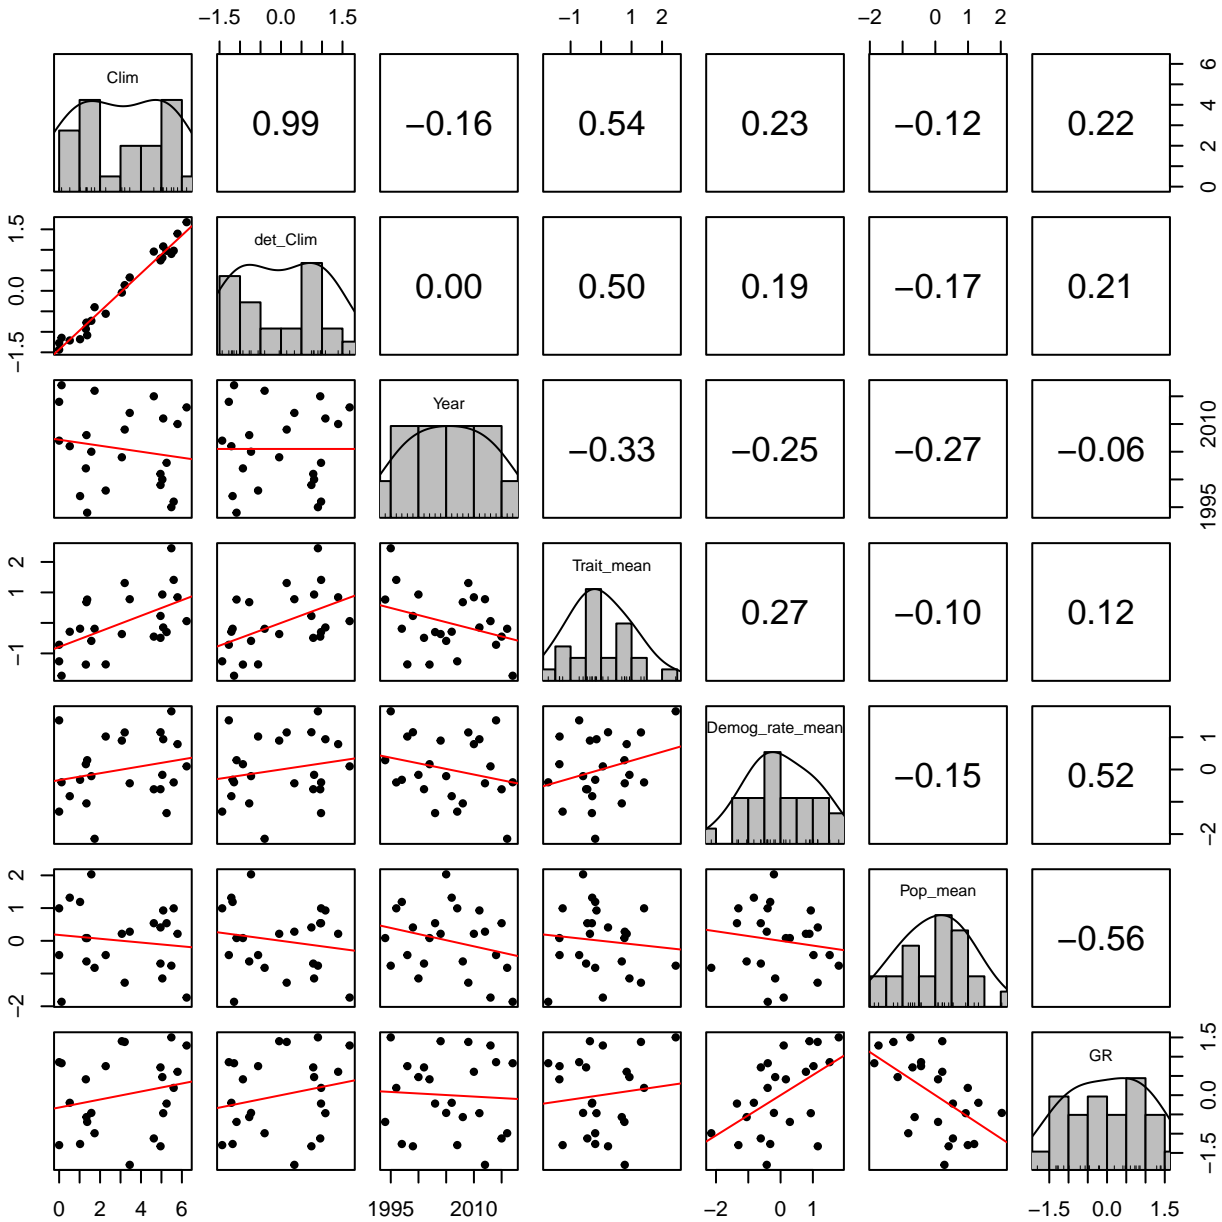 −1.5 0.0 1.5 −1 1 2 −2 0 1 2
Clim 0.99 −0.16 0.54 0.23 −0.12 0.22 0 2 4 6
−1.5 0.0 1.5 det_Clim 0.00 0.50 0.19 −0.17 0.21
Year −0.33 −0.25 −0.27 −0.06 1995 2010
−1 1 2 Trait_mean 0.27 −0.10 0.12
Demog_rate_mean −0.15 0.52 −2 0 1
−2 0 1 2 Pop_mean −0.56
GR −1.5 0.0 1.5
0 2 4 6 1995 2010 −2 0 1 −1.5 0.0 1.5